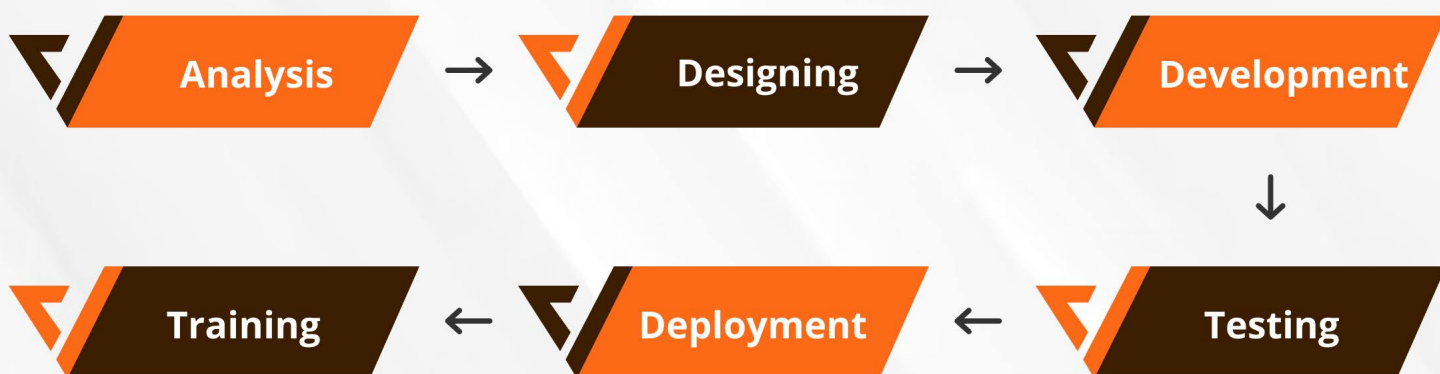 Analysis
Designing
Development
Testing
Deployment
Training